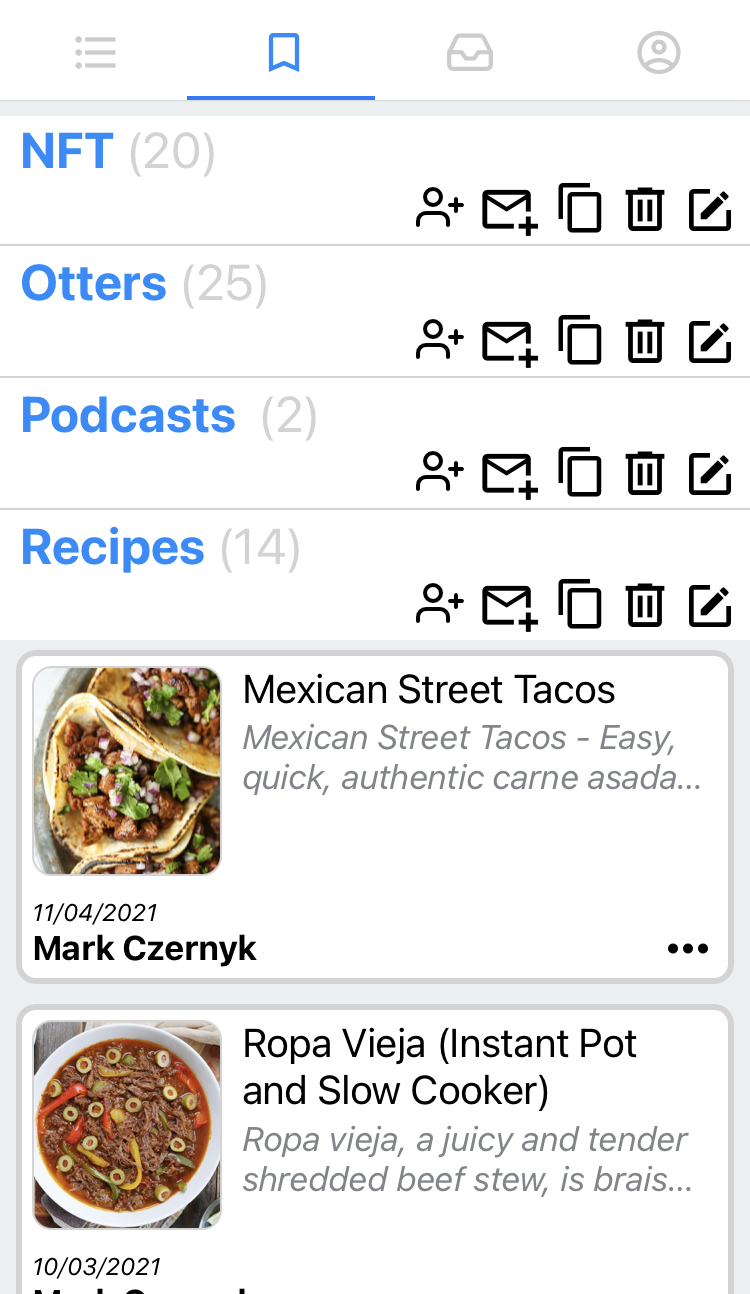 NFT (20)
Otters (25)
Podcasts (2)
Recipes (14)
Mexican Street Tacos
Mexican Street Tacos - Easy,
quick, authentic carne asada...
11/04/2021
Mark Czernyk
Ropa Vieja (Instant Pot
and Slow Cooker)
Ropa vieja, a juicy and tender
shredded beef stew, is brais...
10/03/2021